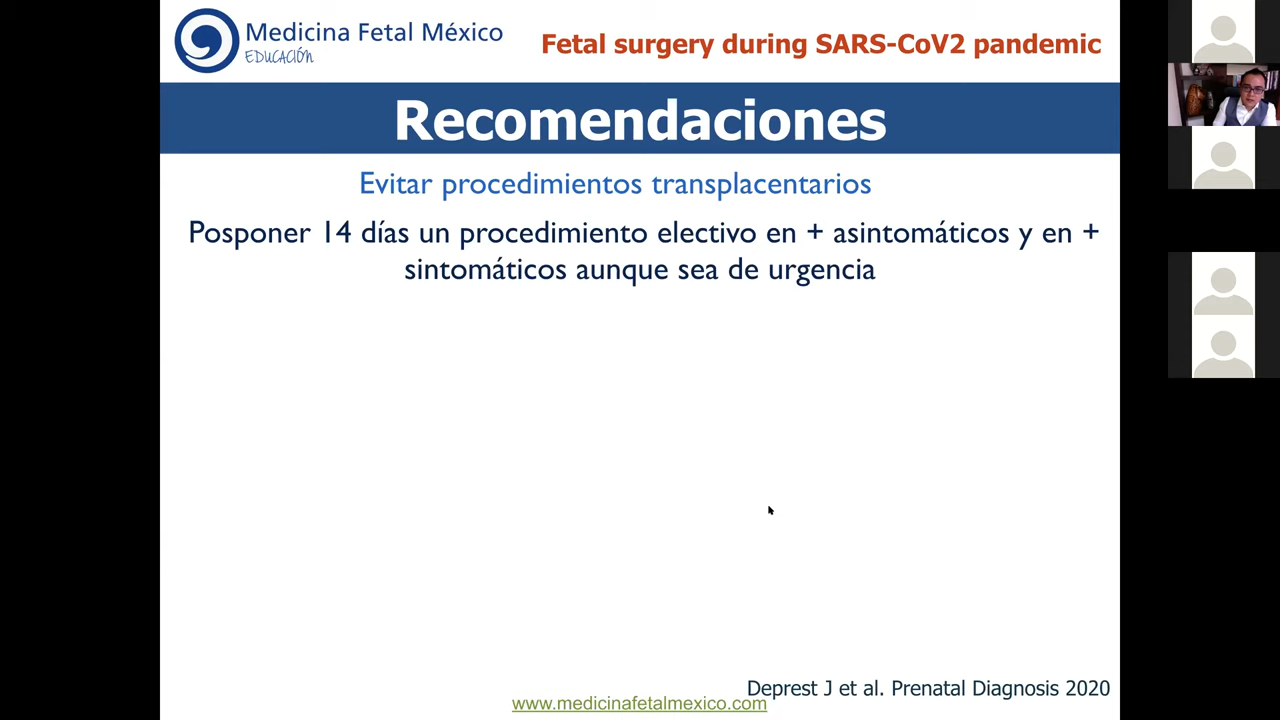 Medicina Fetal México
EDUCACIÓN
Fetal surgery during SARS-CoV2 pandemic
Recomendaciones
Evitar procedimientos transplacentarios
Posponer 14 días un procedimiento electivo en + asintomáticos y en +
sintomáticos aunque sea de urgencia
Deprest J et al. Prenatal Diagnosis 2020
www.medicinafetalmexico.com